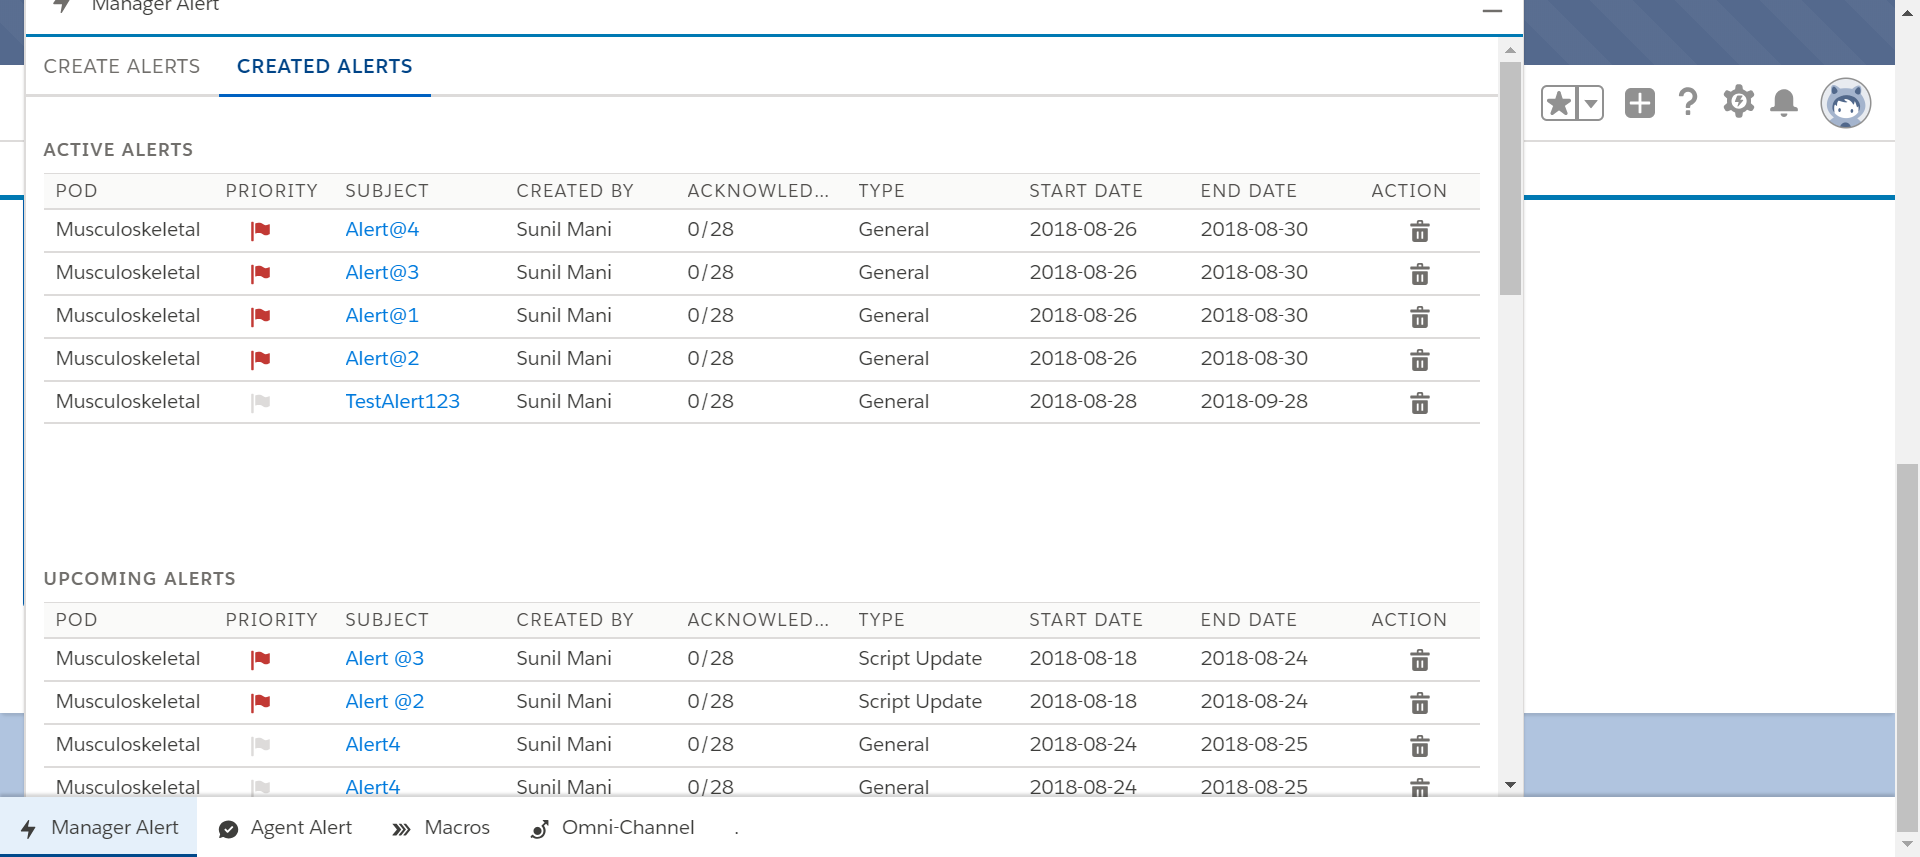 Manager Alert
CREATE ALERTS CREATED ALERTS
ACTIVE ALERTS
POD PRIORITY SUBJECT CREATED BY ACKNOWLED... TYPE START DATE END DATE ACTION
Musculoskeletal Alert@4 Sunil Mani 0/28 General 2018-08-26 2018-08-30
Musculoskeletal Alert@3 Sunil Mani 0/28 General 2018-08-26 2018-08-30
Musculoskeletal Alert@1 Sunil Mani 0/28 General 2018-08-26 2018-08-30
Musculoskeletal Alert@2 Sunil Mani 0/28 General 2018-08-26 2018-08-30
Musculoskeletal TestAlert123 Sunil Mani 0/28 General 2018-08-28 2018-09-28
UPCOMING ALERTS
POD PRIORITY SUBJECT CREATED BY ACKNOWLED... TYPE START DATE END DATE ACTION
Musculoskeletal Alert @3 Sunil Mani 0/28 Script Update 2018-08-18 2018-08-24
Musculoskeletal Alert @2 Sunil Mani 0/28 Script Update 2018-08-18 2018-08-24
Musculoskeletal Alert4 Sunil Mani 0/28 General 2018-08-24 2018-08-25
Musculoskeletal Alert4 Sunil Mani 0/28 General 2018-08-24 2018-08-25
Manager Alert Agent Alert Macros Omni-Channel .